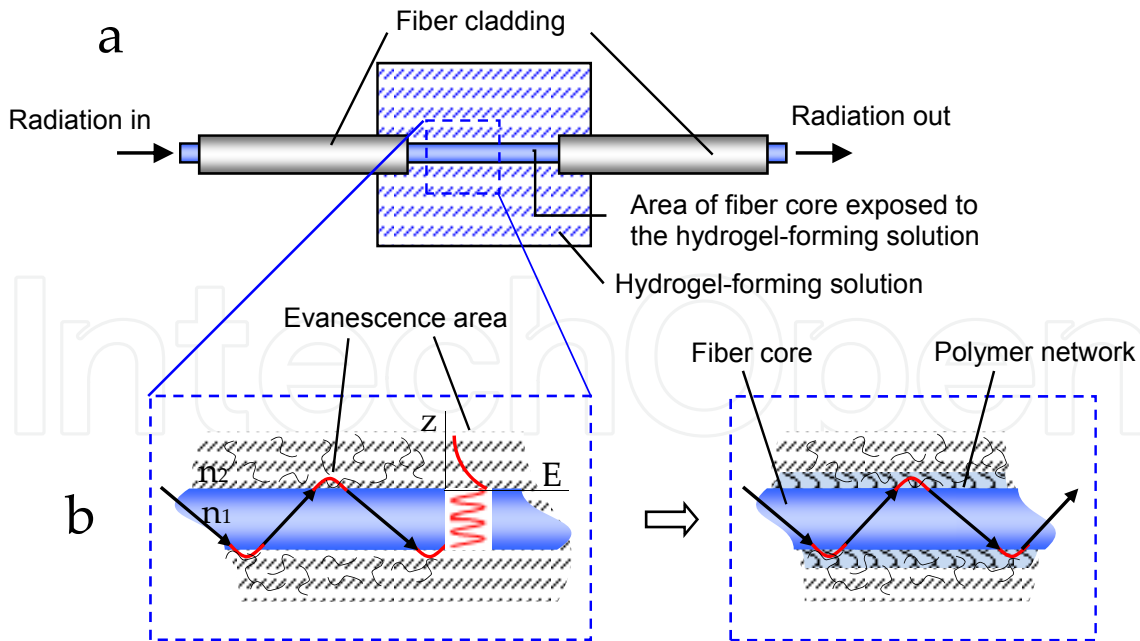 a
Fiber cladding
Radiation in
Radiation out
Area of fiber core exposed to
the hydrogel-forming solution
Hydrogel-forming solution
IntechOpen
Evanescence area
Fiber core
Polymer network
z
E
n2
n1
b